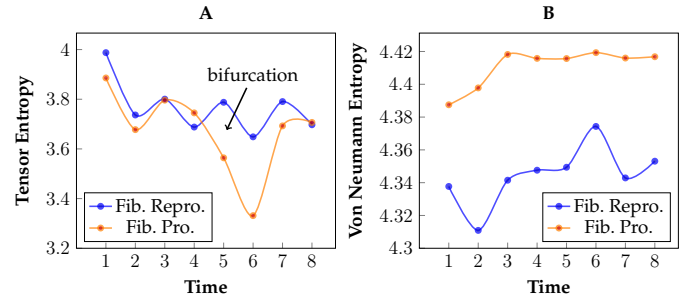 A
Tensor Entropy
4
3.8
3.6
3.4
3.2
bifurcation
Fib. Repro.
Fib. Pro.
1 2 3 4 5 6 7 8
Time
B
Von Neumann Entropy
4.42
4.4
4.38
4.36
4.34
4.32
4.3
Fib. Repro.
Fib. Pro.
1 2 3 4 5 6 7 8
Time